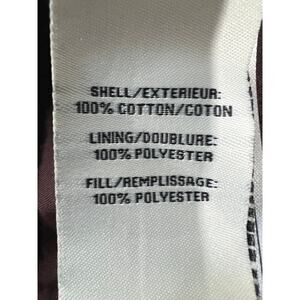 SHELL/EXTERIEUR:
100% COTTON/COTON
LINING/DOUBLURE:
100% POLYESTER
FILL/REMPLISSAGE:
100% POLYESTER